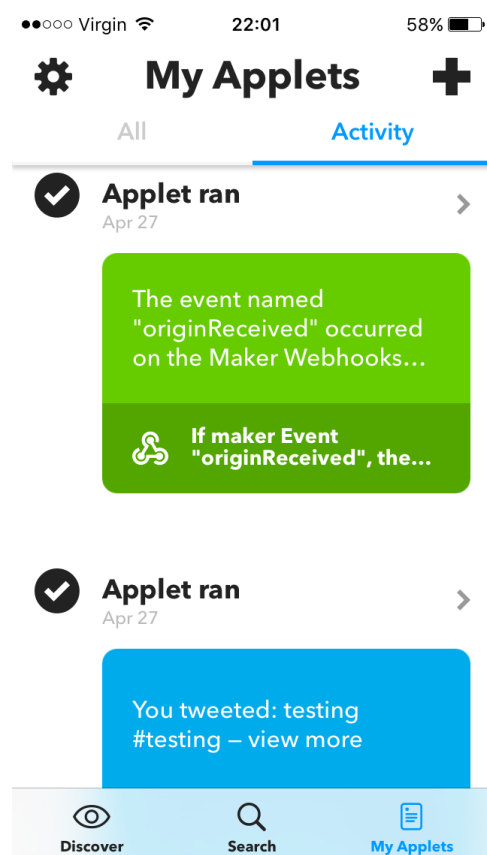 Virgin 22:01 58%
My Applets
All Activity
Applet ran
Apr 27
The event named
"originReceived" occurred
on the Maker Webhooks...
If maker Event
"originReceived", the...
Applet ran
Apr 27
You tweeted: testing
#testing – view more
Discover Search My Applets